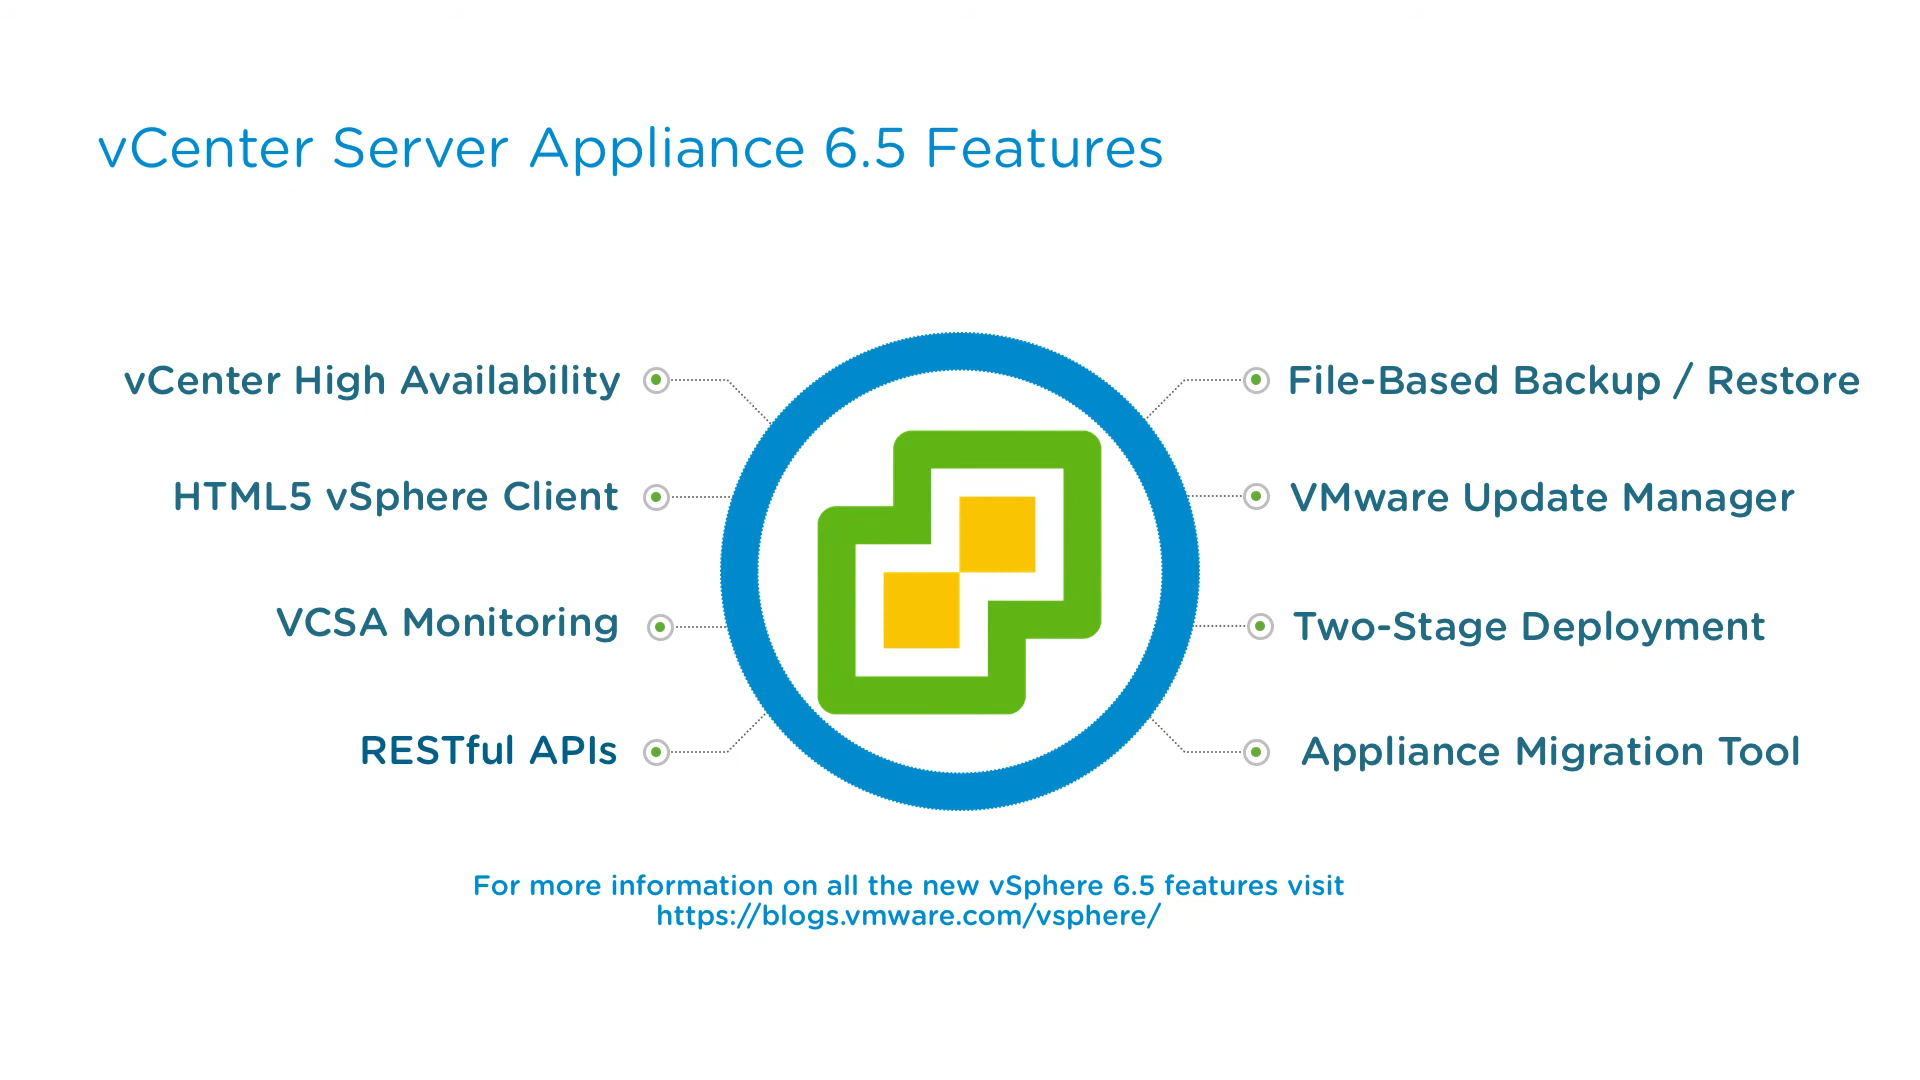 vCenter Server Appliance 6.5 Features
vCenter High Availability
HTML5 vSphere Client
VCSA Monitoring
RESTful APIs
File-Based Backup / Restore
VMware Update Manager
Two-Stage Deployment
Appliance Migration Tool
For more information on all the new vSphere 6.5 features visit
https://blogs.vmware.com/vsphere/